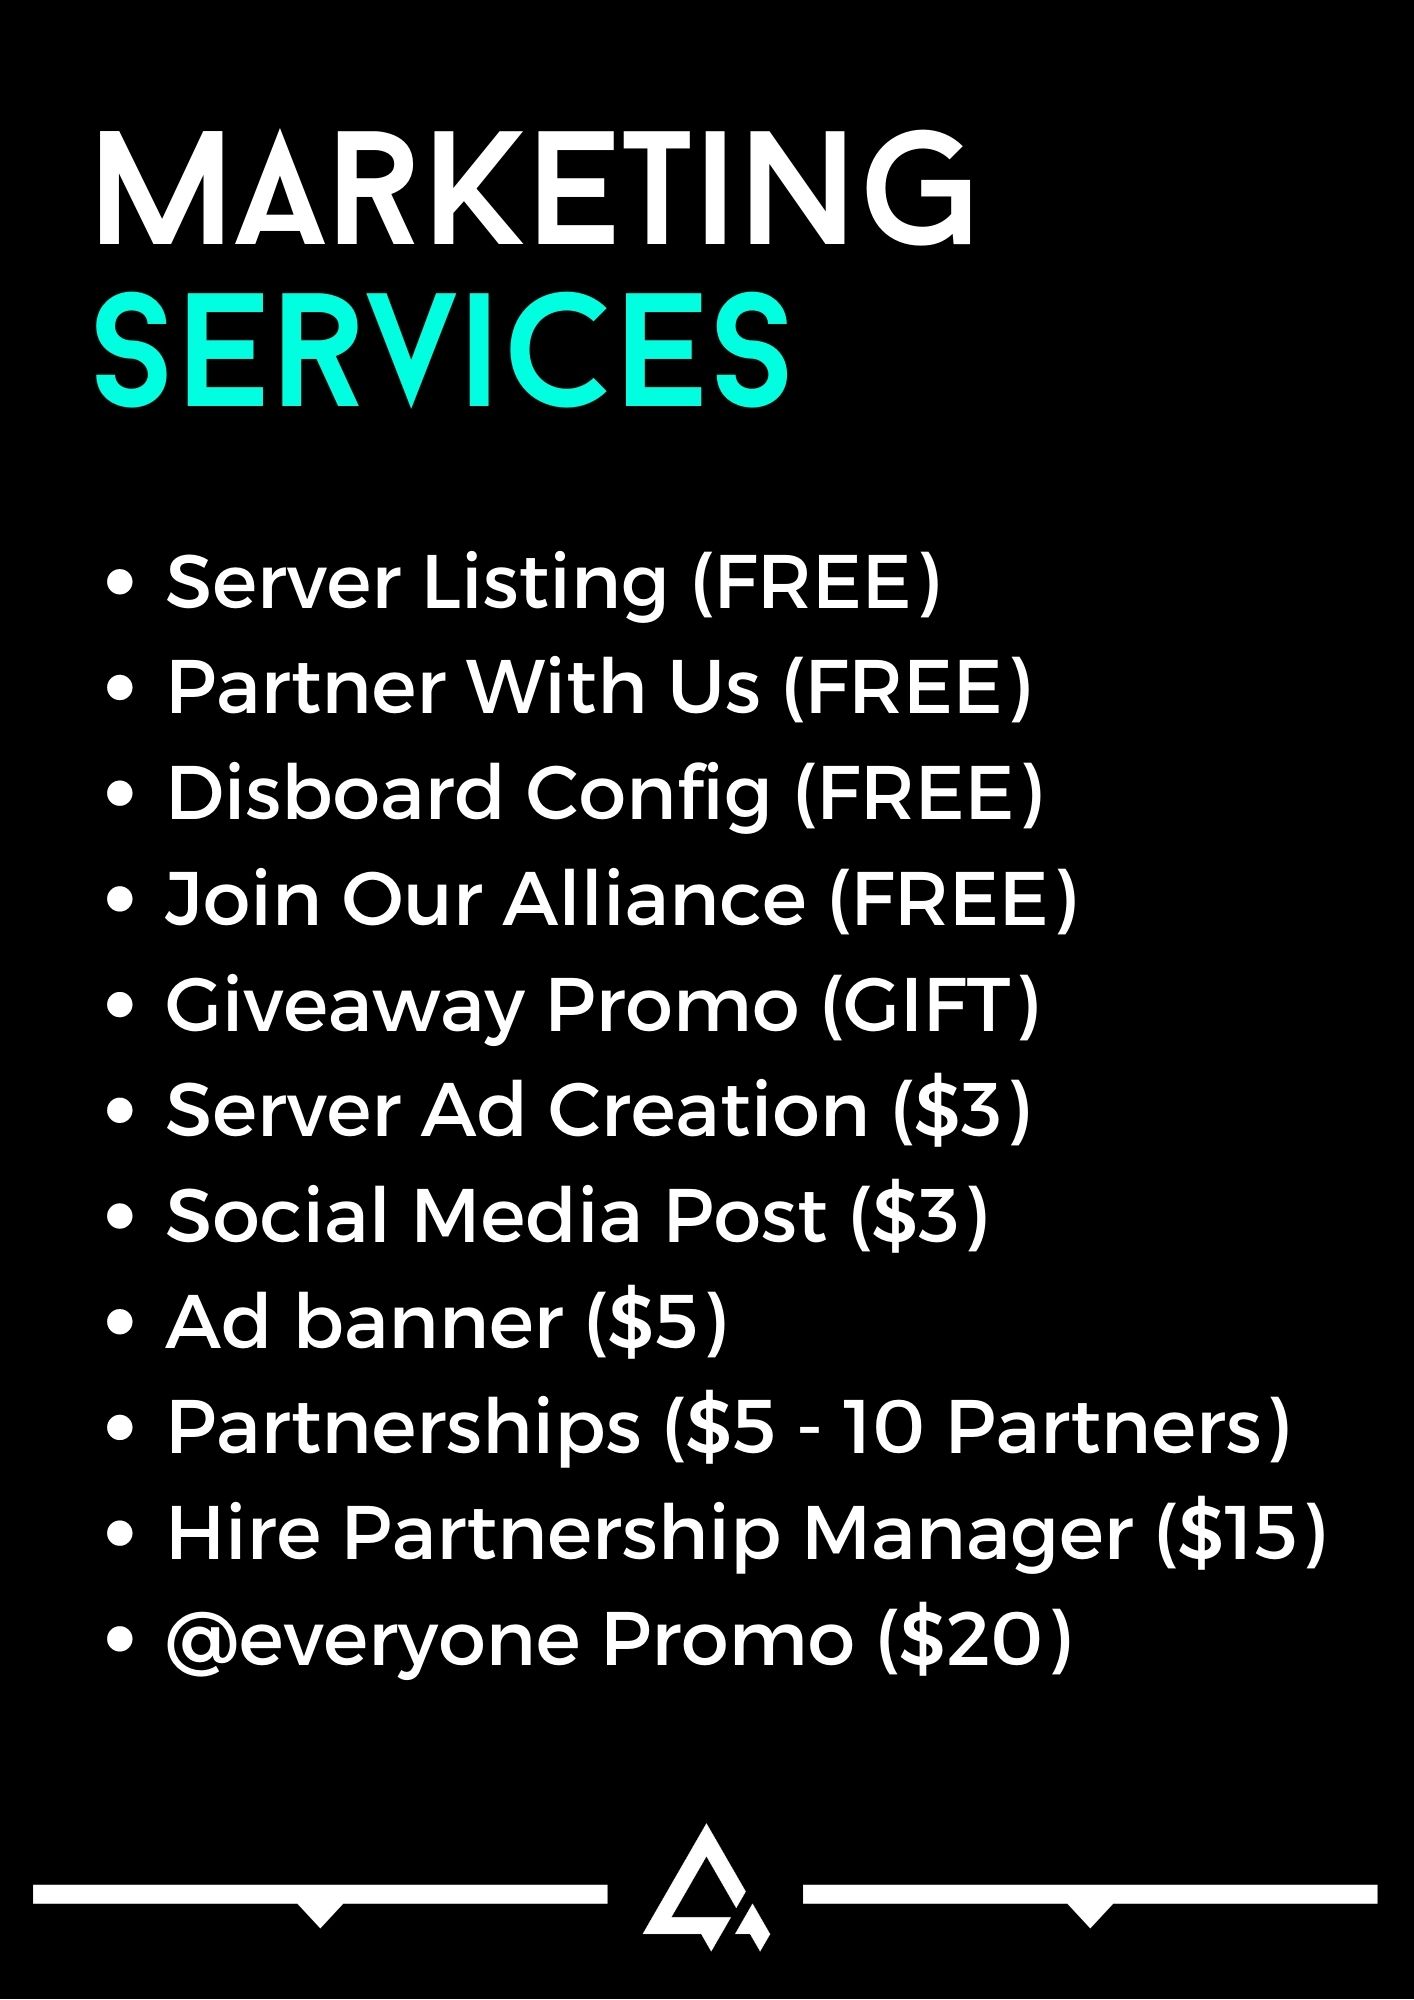 MARKETING
SERVICES
• Server Listing (FREE)
• Partner With Us (FREE)
• Disboard Config (FREE)
• Join Our Alliance (FREE)
• Giveaway Promo (GIFT)
• Server Ad Creation ($3)
• Social Media Post ($3)
• Ad banner ($5)
• Partnerships ($5 - 10 Partners)
• Hire Partnership Manager ($15)
• @everyone Promo ($20)